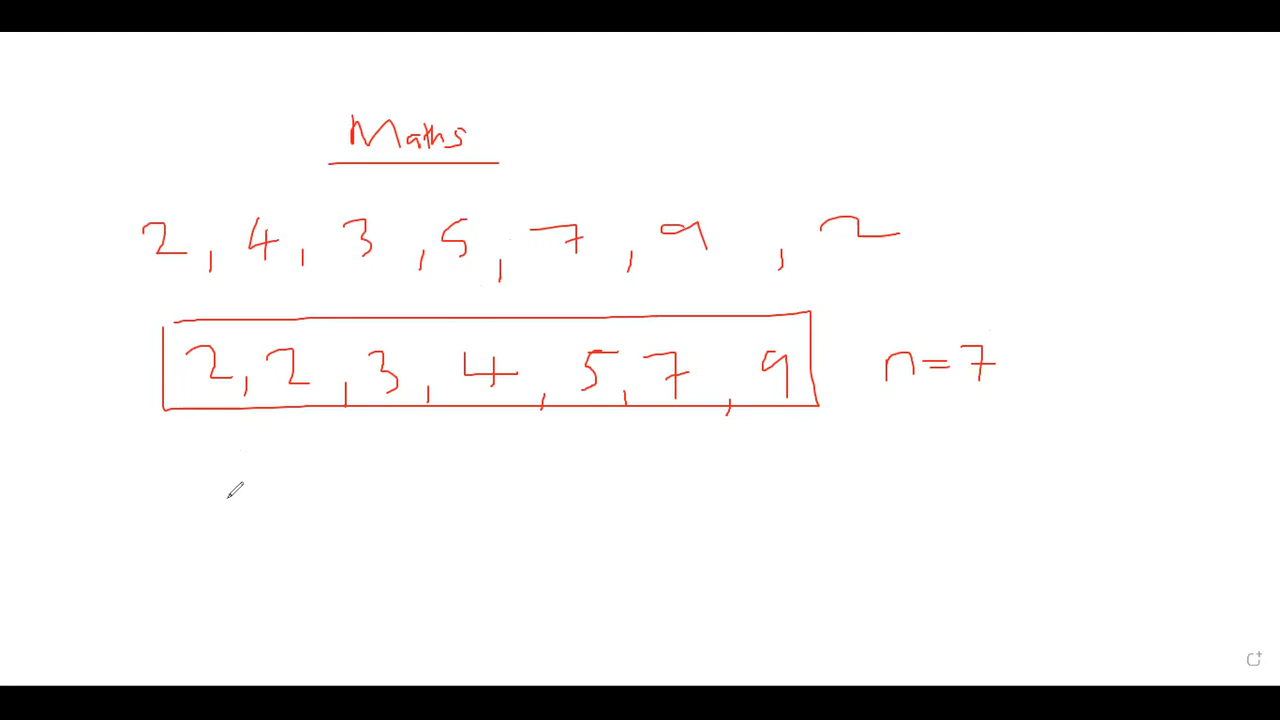 Maths
2, 4, 3, 5, 7, 9, 2
2, 2, 3, 4, 5, 7, 9 n=7